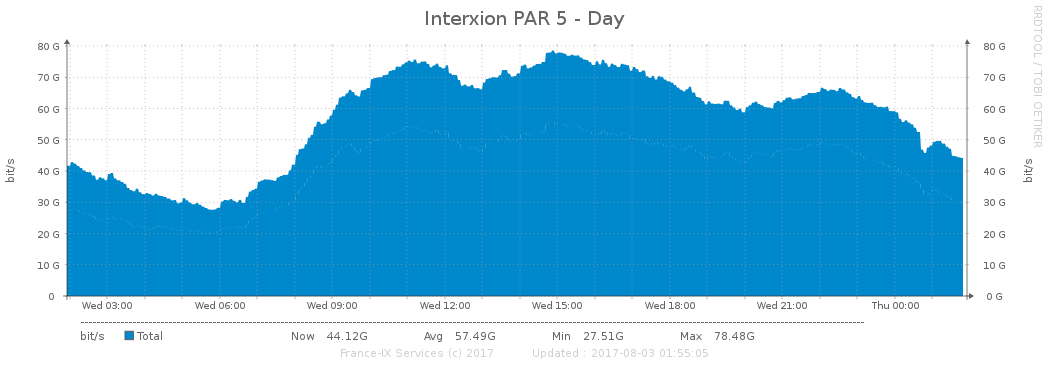 Interxion PAR 5 - Day
RRDTOOL / TOBI OETIKER
bit/s
80 G
70 G
60 G
50 G
40 G
30 G
20 G
10 G
0
80 G
70 G
60 G
50 G
40 G
30 G
20 G
10 G
0 G
bit/s
Wed 03:00 Wed 06:00 Wed 09:00 Wed 12:00 Wed 15:00 Wed 18:00 Wed 21:00 Thu 00:00
bit/s Total Now 44.12G Avg 57.49G Min 27.51G Max 78.48G
France-IX Services (c) 2017 Updated : 2017-08-03 01:55:05